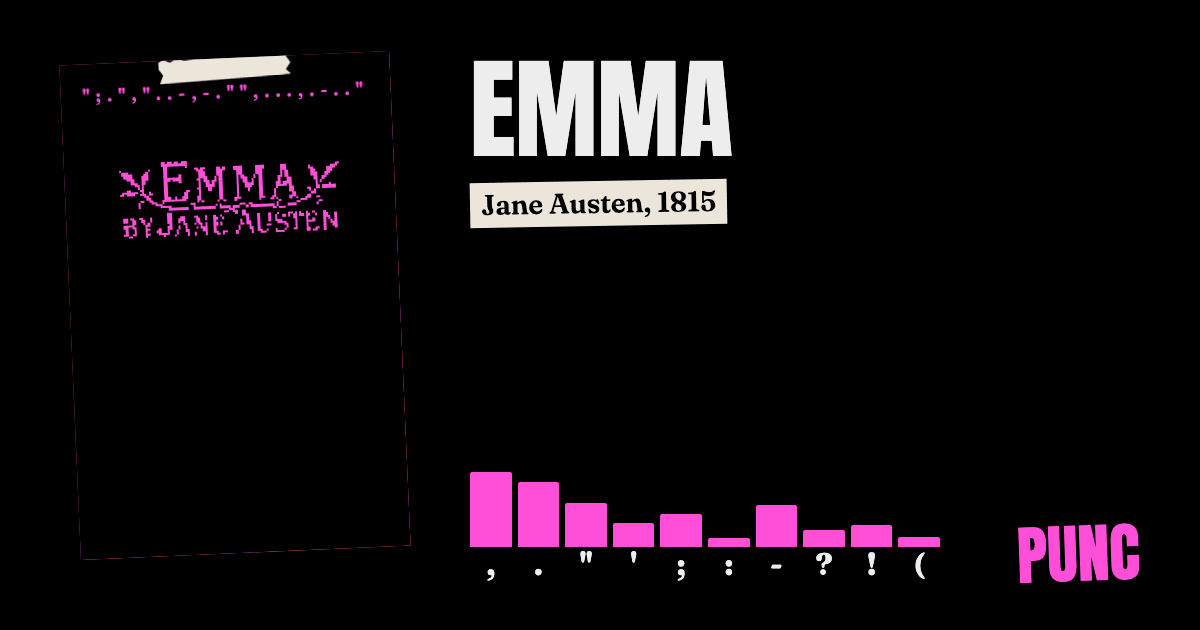 ";.","..-,-."",...,.-.."
EMMA
BY JANE AUSTEN
EMMA
Jane Austen, 1815
, . " ' ; : - ? ! (
PUNC